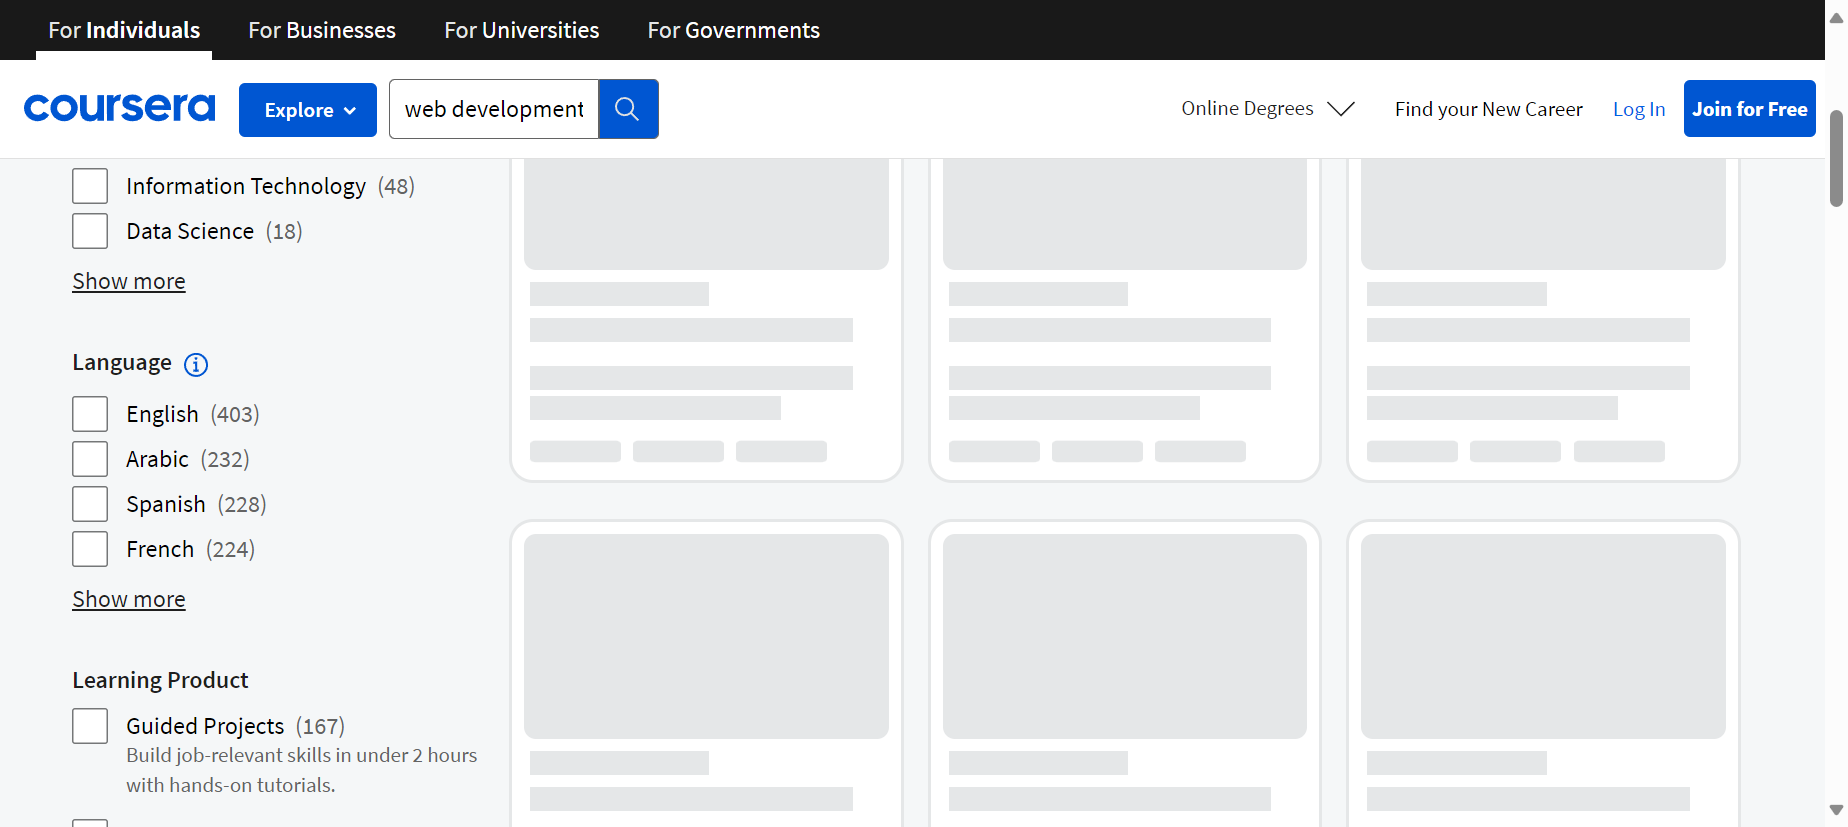 For Individuals
For Businesses
For Universities
For Governments
coursera
Explore
web development
Online Degrees
Find your New Career
Log In
Join for Free
Information Technology (48)
Data Science (18)
Show more
Language
English (403)
Arabic (232)
Spanish (228)
French (224)
Show more
Learning Product
Guided Projects (167)
Build job-relevant skills in under 2 hours
with hands-on tutorials.